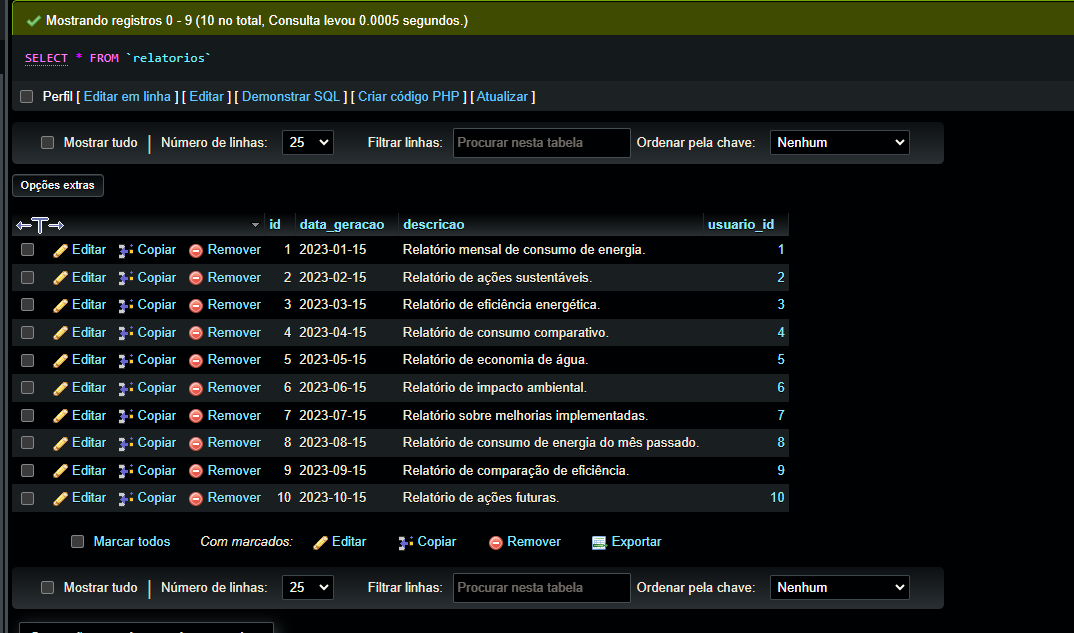 Mostrando registros 0 - 9 (10 no total, Consulta levou 0.0005 segundos.)
SELECT * FROM `relatorios`
Perfil [ Editar em linha ] [ Editar ] [ Demonstrar SQL ] [ Criar código PHP ] [ Atualizar ]
Mostrar tudo | Número de linhas: 25 Filtrar linhas: Procurar nesta tabela Ordenar pela chave: Nenhum
Opções extras
id data_geracao descricao usuario_id
Editar Copiar Remover 1 2023-01-15 Relatório mensal de consumo de energia. 1
Editar Copiar Remover 2 2023-02-15 Relatório de ações sustentáveis. 2
Editar Copiar Remover 3 2023-03-15 Relatório de eficiência energética. 3
Editar Copiar Remover 4 2023-04-15 Relatório de consumo comparativo. 4
Editar Copiar Remover 5 2023-05-15 Relatório de economia de água. 5
Editar Copiar Remover 6 2023-06-15 Relatório de impacto ambiental. 6
Editar Copiar Remover 7 2023-07-15 Relatório sobre melhorias implementadas. 7
Editar Copiar Remover 8 2023-08-15 Relatório de consumo de energia do mês passado. 8
Editar Copiar Remover 9 2023-09-15 Relatório de comparação de eficiência. 9
Editar Copiar Remover 10 2023-10-15 Relatório de ações futuras. 10
Marcar todos Com marcados: Editar Copiar Remover Exportar
Mostrar tudo | Número de linhas: 25 Filtrar linhas: Procurar nesta tabela Ordenar pela chave: Nenhum